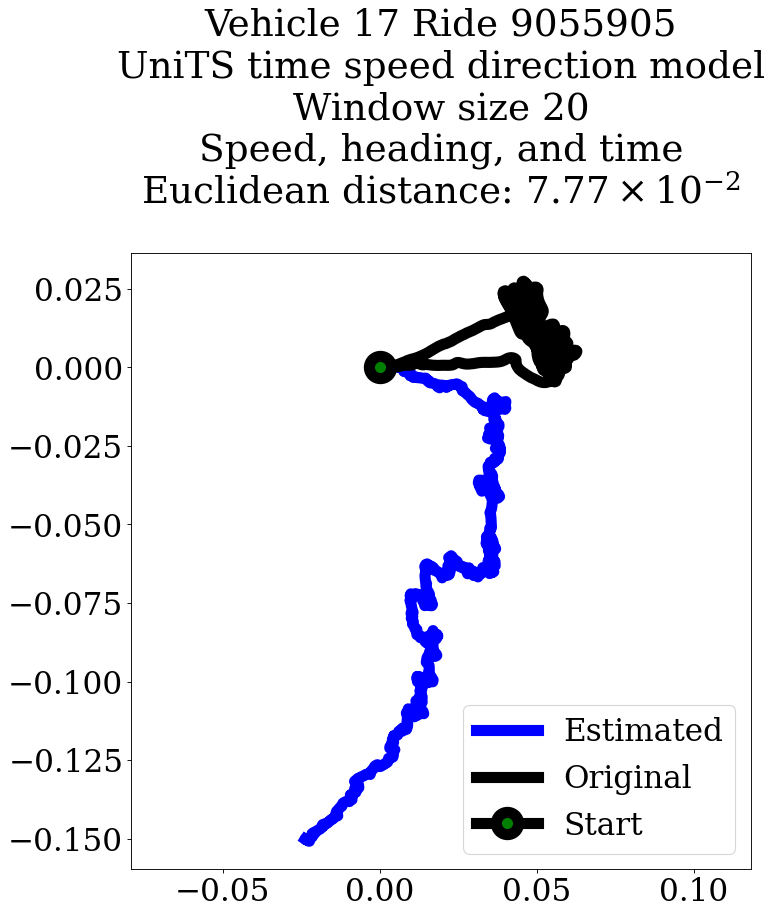 Vehicle 17 Ride 9055905
UniTS time speed direction model
Window size 20
Speed, heading, and time
Euclidean distance: 7.77 × 10⁻²
0.025
0.000
−0.025
−0.050
−0.075
−0.100
−0.125
−0.150
Estimated
Original
Start
−0.05 0.00 0.05 0.10